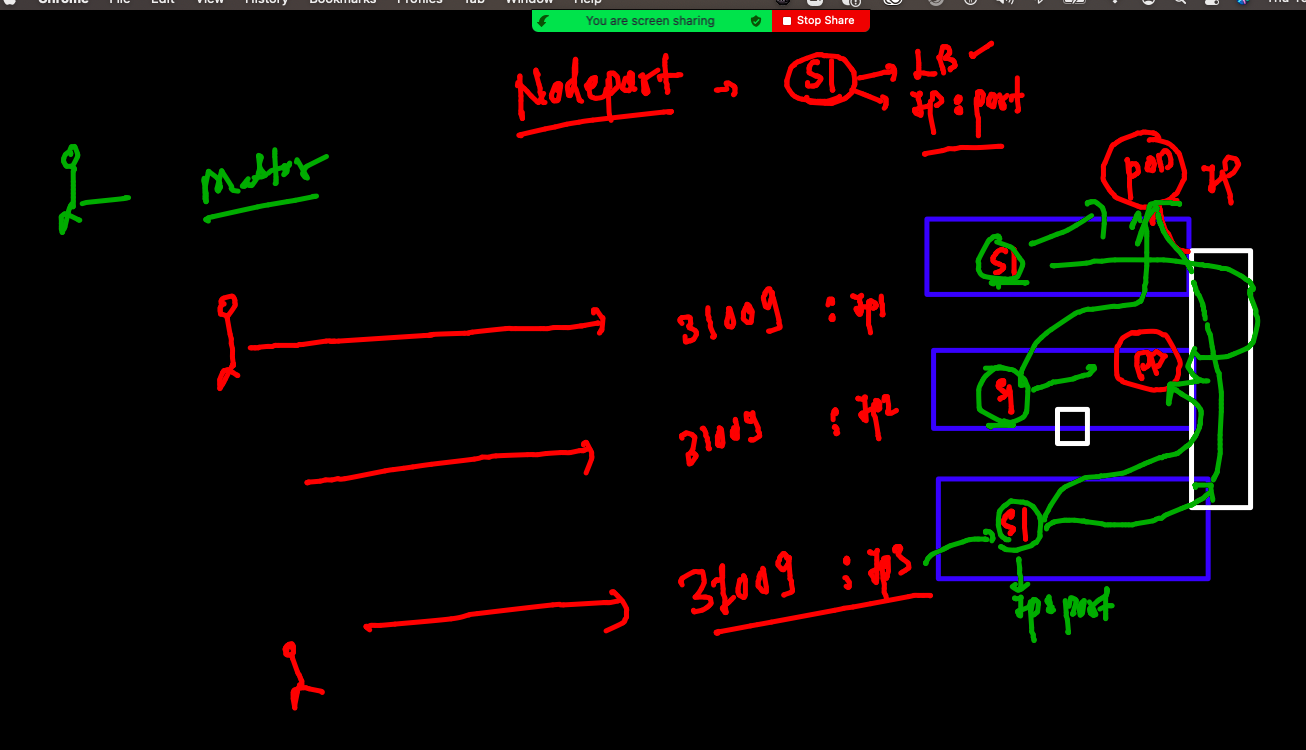 Chrome File Edit View History Bookmarks Profiles Tab Window Help
You are screen sharing Stop Share
Nodeport → S1 LB
IP : port
Master
POD IP
S1
31009 : IP1
PP
S1
31009 : IP2
S1
31009 : IP3
IP : port